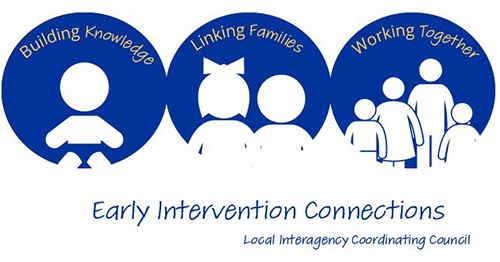 Building Knowledge
Linking Families
Working Together
Early Intervention Connections
Local Interagency Coordinating Council